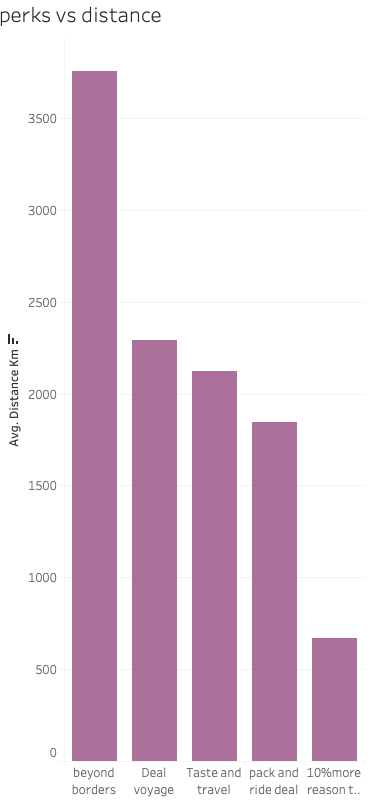 perks vs distance
3500
3000
2500
2000
1500
1000
500
0
Avg. Distance Km
beyond borders
Deal voyage
Taste and travel
pack and ride deal
10%more reason t..